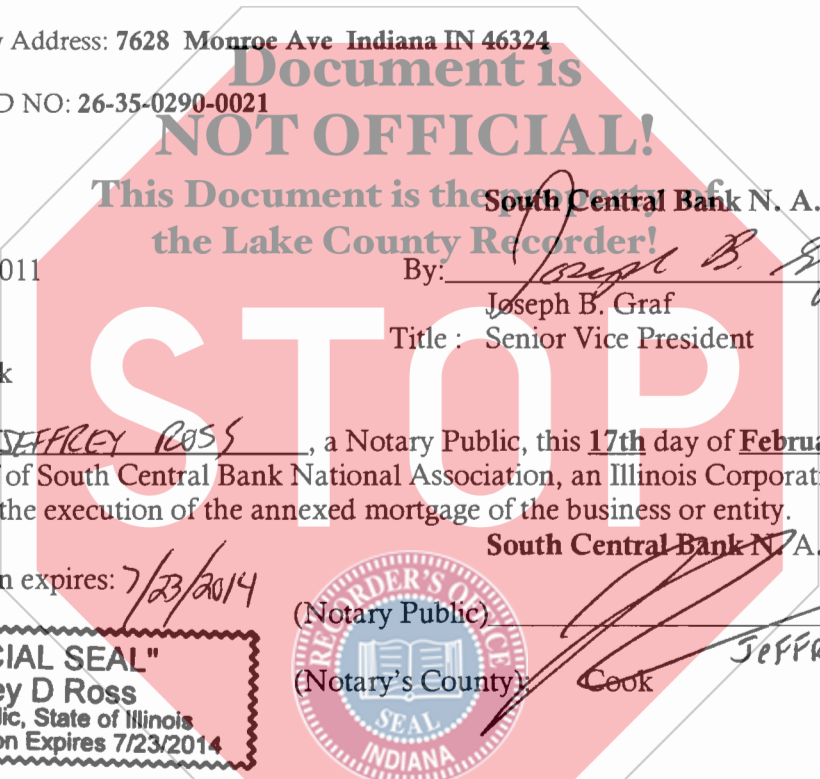 y Address: 7628 Monroe Ave Indiana IN 46324
Document is
D NO: 26-35-0290-0021
NOT OFFICIAL!
This Document is the property of
South Central Bank N. A.
the Lake County Recorder!
011
By: Joseph B.
Joseph B. Graf
Title : Senior Vice President
STOP
k
JEFFREY ROSS, a Notary Public, this 17th day of Februa
of South Central Bank National Association, an Illinois Corporati
the execution of the annexed mortgage of the business or entity.
South Central Bank N. A.
n expires: 7/23/2014
(Notary Public)
JEFFR
(Notary's County): Cook
CIAL SEAL"
ey D Ross
lic, State of Illinois
on Expires 7/23/2014
RECORDER'S OFFICE
SEAL
INDIANA